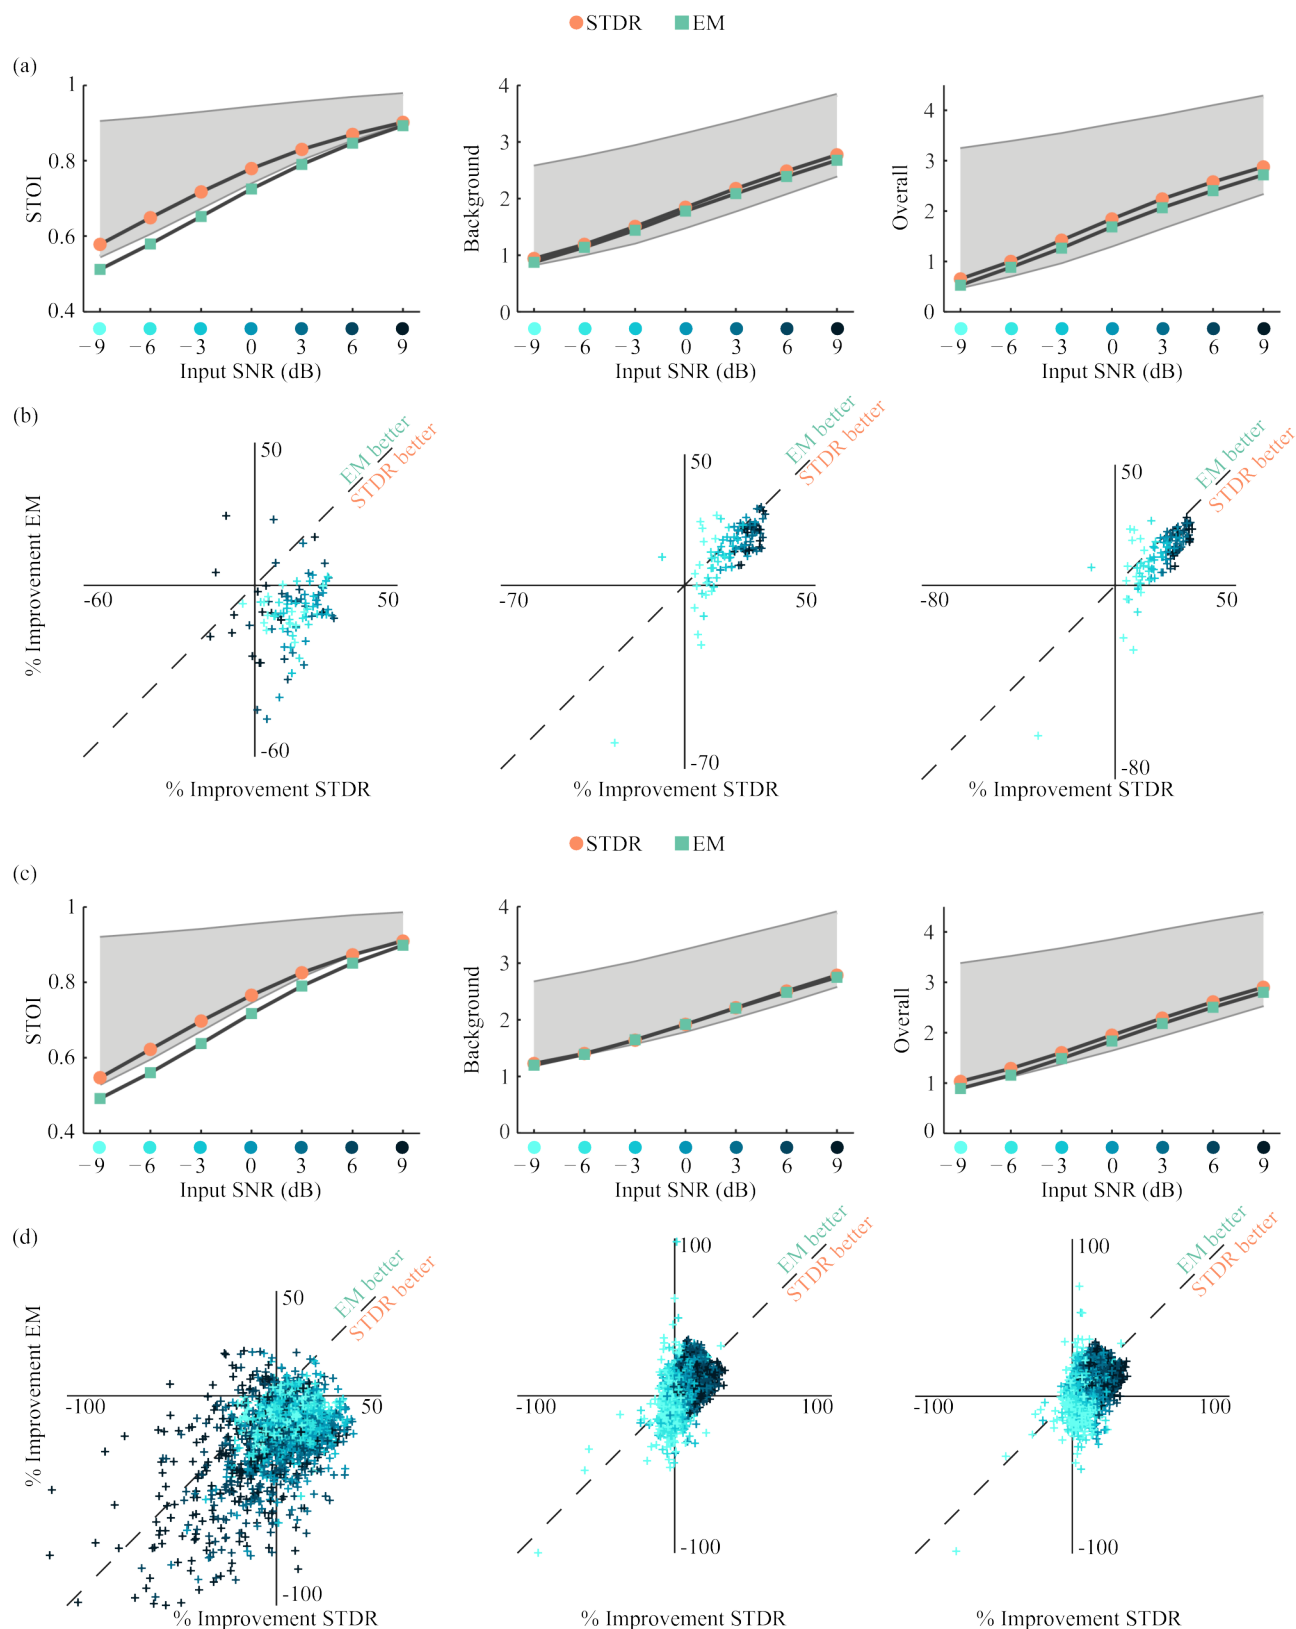 STDR EM
(a)
1
0.8
0.6
0.4
STOI
−9 −6 −3 0 3 6 9
Input SNR (dB)
4
3
2
1
0
Background
−9 −6 −3 0 3 6 9
Input SNR (dB)
4
3
2
1
0
Overall
−9 −6 −3 0 3 6 9
Input SNR (dB)
(b)
% Improvement EM
EM better
STDR better
50
-60
50
-60
% Improvement STDR
EM better
STDR better
50
-70
50
-70
% Improvement STDR
EM better
STDR better
50
-80
50
-80
% Improvement STDR
STDR EM
(c)
1
0.8
0.6
0.4
STOI
−9 −6 −3 0 3 6 9
Input SNR (dB)
4
3
2
1
0
Background
−9 −6 −3 0 3 6 9
Input SNR (dB)
4
3
2
1
0
Overall
−9 −6 −3 0 3 6 9
Input SNR (dB)
(d)
% Improvement EM
EM better
STDR better
50
-100
50
-100
% Improvement STDR
EM better
STDR better
100
-100
100
-100
% Improvement STDR
EM better
STDR better
100
-100
100
-100
% Improvement STDR